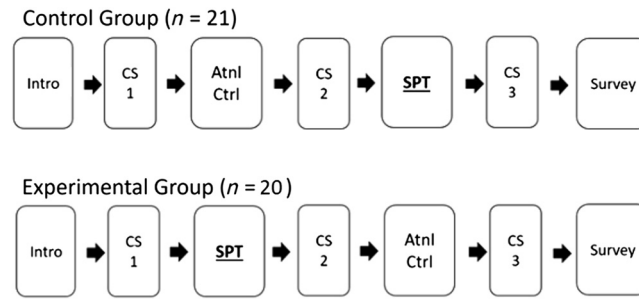 Control Group (n = 21)
Intro
CS
1
Atnl
Ctrl
CS
2
SPT
CS
3
Survey
Experimental Group (n = 20)
Intro
CS
1
SPT
CS
2
Atnl
Ctrl
CS
3
Survey